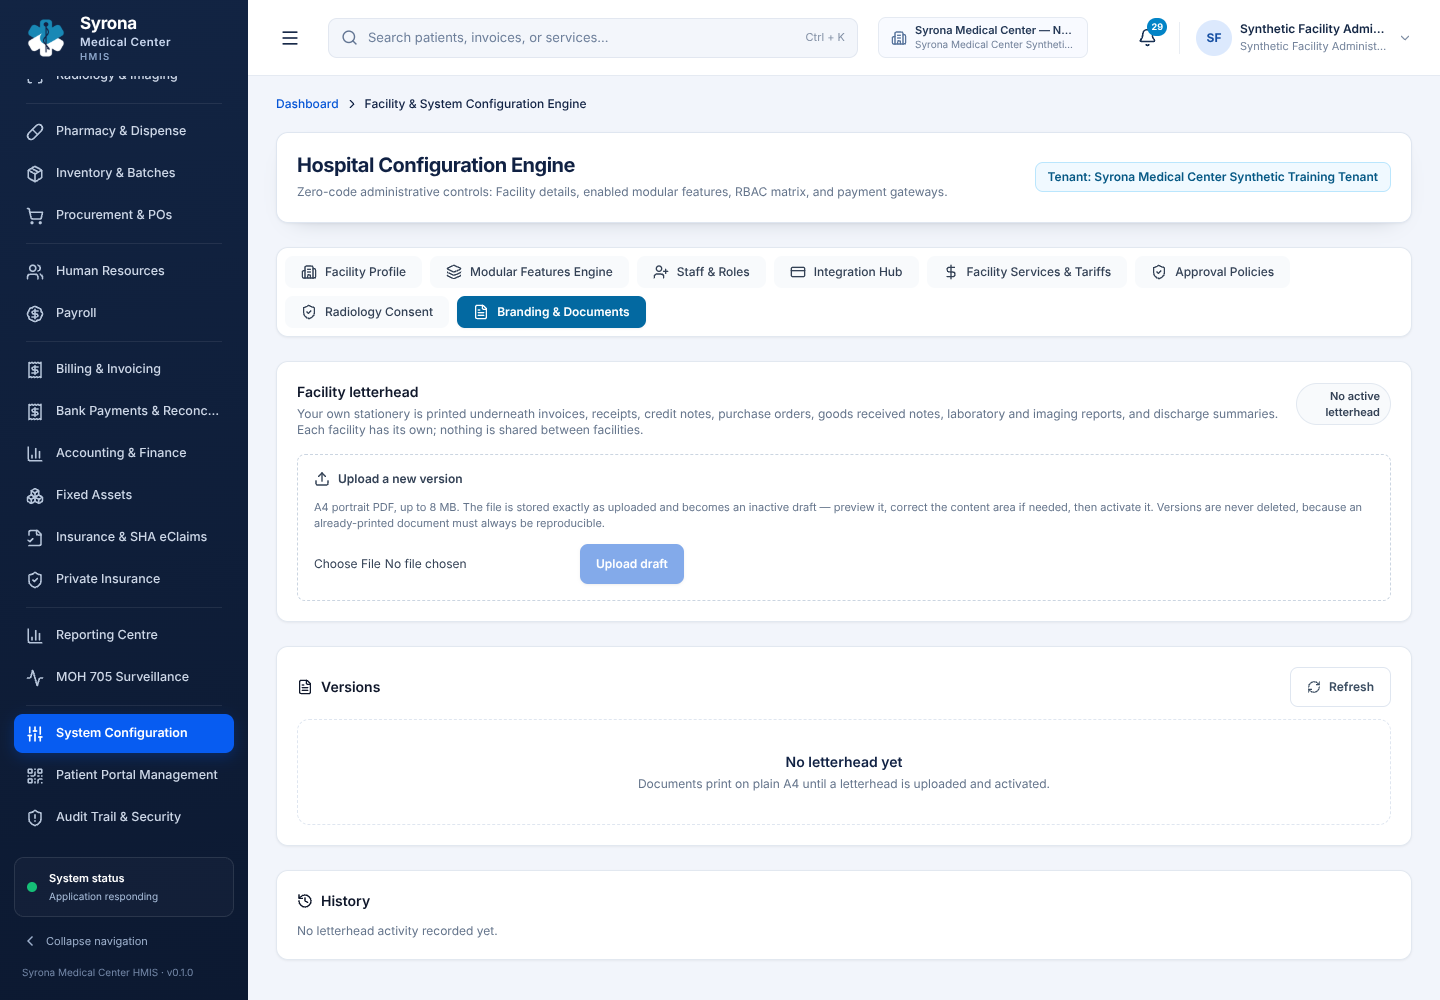 Syrona
Medical Center
HMIS
Radiology & Imaging
Pharmacy & Dispense
Inventory & Batches
Procurement & POs
Human Resources
Payroll
Billing & Invoicing
Bank Payments & Reconc...
Accounting & Finance
Fixed Assets
Insurance & SHA eClaims
Private Insurance
Reporting Centre
MOH 705 Surveillance
System Configuration
Patient Portal Management
Audit Trail & Security
System status
Application responding
Collapse navigation
Syrona Medical Center HMIS · v0.1.0
Search patients, invoices, or services...
Ctrl + K
Syrona Medical Center — N...
Syrona Medical Center Syntheti...
29
SF
Synthetic Facility Admi...
Synthetic Facility Administ...
Dashboard
Facility & System Configuration Engine
Hospital Configuration Engine
Zero-code administrative controls: Facility details, enabled modular features, RBAC matrix, and payment gateways.
Tenant: Syrona Medical Center Synthetic Training Tenant
Facility Profile
Modular Features Engine
Staff & Roles
Integration Hub
Facility Services & Tariffs
Approval Policies
Radiology Consent
Branding & Documents
Facility letterhead
Your own stationery is printed underneath invoices, receipts, credit notes, purchase orders, goods received notes, laboratory and imaging reports, and discharge summaries.
Each facility has its own; nothing is shared between facilities.
No active
letterhead
Upload a new version
A4 portrait PDF, up to 8 MB. The file is stored exactly as uploaded and becomes an inactive draft — preview it, correct the content area if needed, then activate it. Versions are never deleted, because an
already-printed document must always be reproducible.
Choose File No file chosen
Upload draft
Versions
Refresh
No letterhead yet
Documents print on plain A4 until a letterhead is uploaded and activated.
History
No letterhead activity recorded yet.